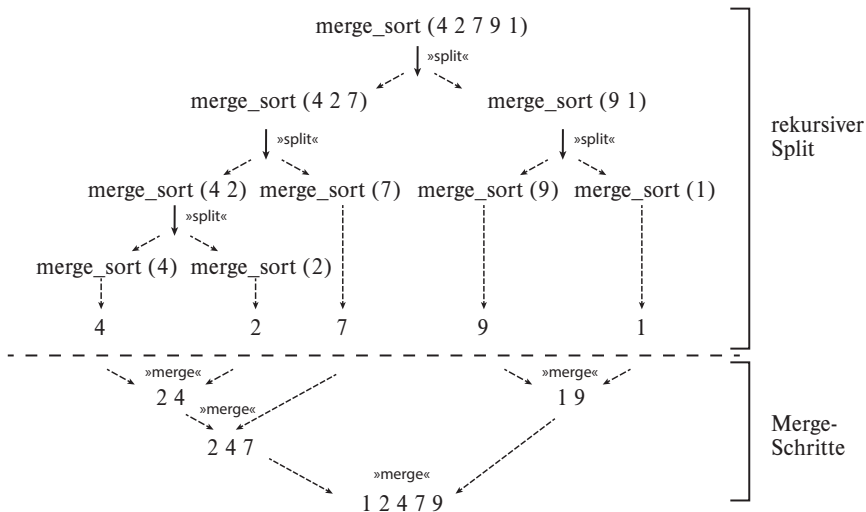 merge_sort (4 2 7 9 1)
»split«
merge_sort (4 2 7) merge_sort (9 1)
»split« »split«
rekursiver
Split
merge_sort (4 2) merge_sort (7) merge_sort (9) merge_sort (1)
»split«
merge_sort (4) merge_sort (2)
4 2 7 9 1
»merge« »merge«
2 4 1 9
»merge«
2 4 7
Merge-
Schritte
»merge«
1 2 4 7 9